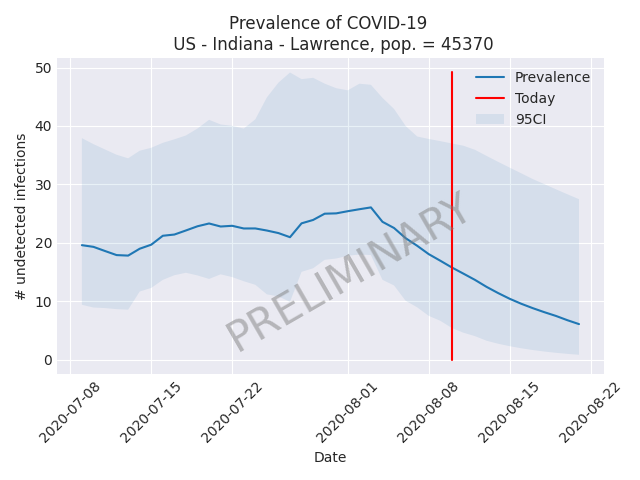 Prevalence of COVID-19
US - Indiana - Lawrence, pop. = 45370
# undetected infections
50
40
30
20
10
0
Prevalence
Today
95CI
PRELIMINARY
2020-07-08
2020-07-15
2020-07-22
2020-08-01
2020-08-08
2020-08-15
2020-08-22
Date